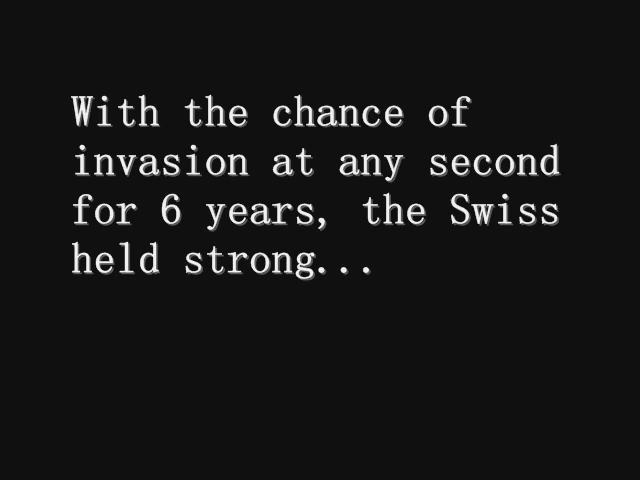 With the chance of
invasion at any second
for 6 years, the Swiss
held strong...